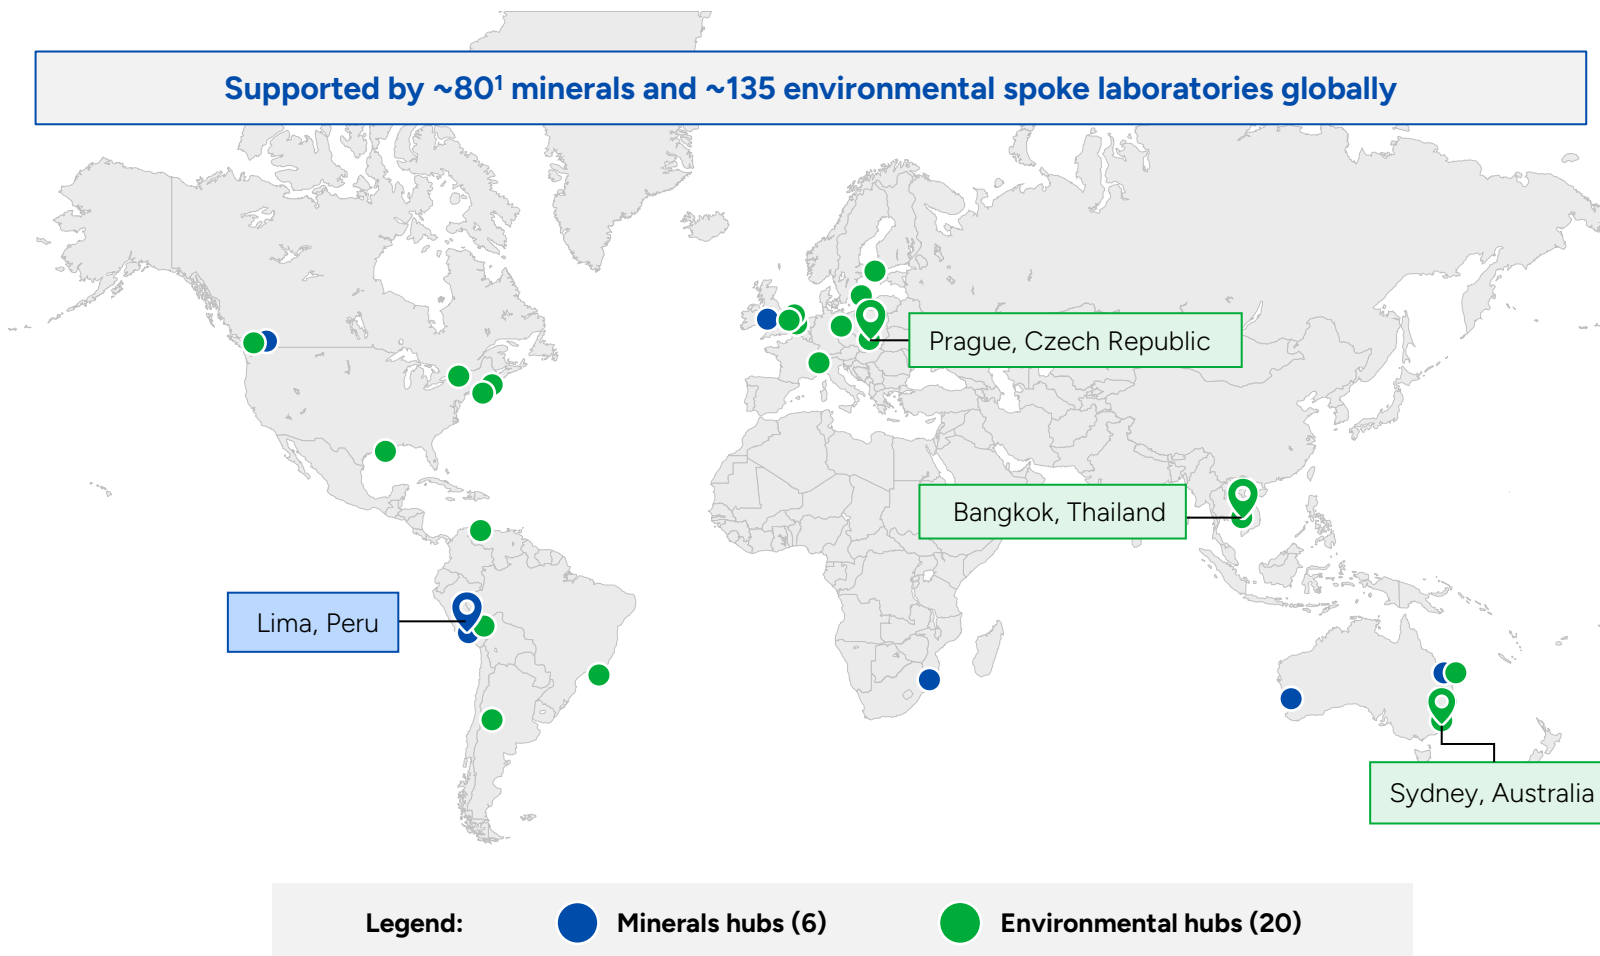 Supported by ~80¹ minerals and ~135 environmental spoke laboratories globally
Prague, Czech Republic
Bangkok, Thailand
Lima, Peru
Sydney, Australia
Legend: Minerals hubs (6) Environmental hubs (20)